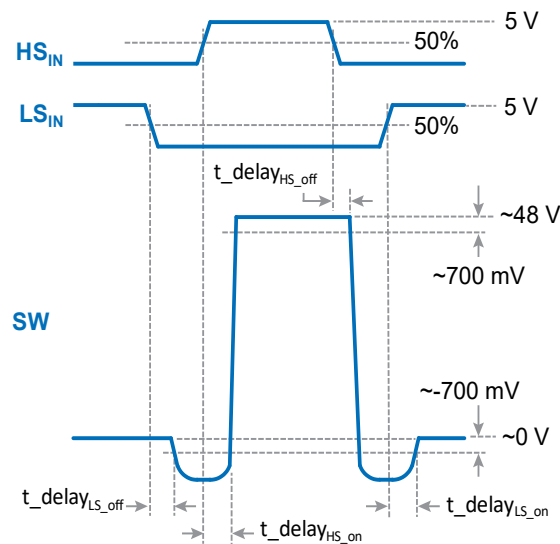 5 V
50%
HS_IN
5 V
LS_IN
50%
t_delay_HS_off
~48 V
~700 mV
SW
~-700 mV
~0 V
t_delay_LS_off
t_delay_LS_on
t_delay_HS_on